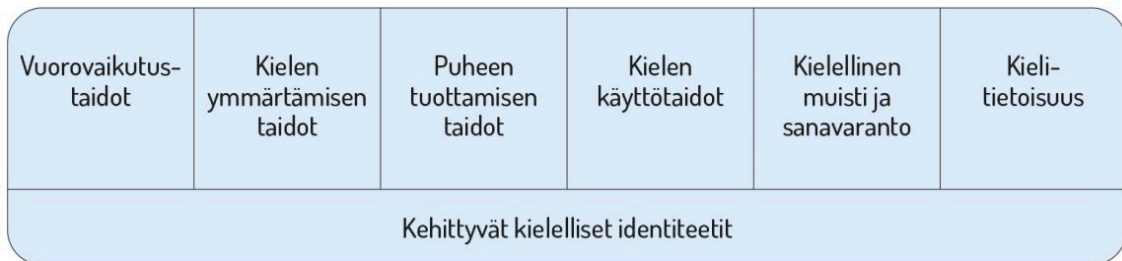 Vuorovaikutus-
taidot
Kielen
ymmärtämisen
taidot
Puheen
tuottamisen
taidot
Kielen
käyttötaidot
Kielellinen
muisti ja
sanavaranto
Kieli-
tietoisuus
Kehittyvät kielelliset identiteetit